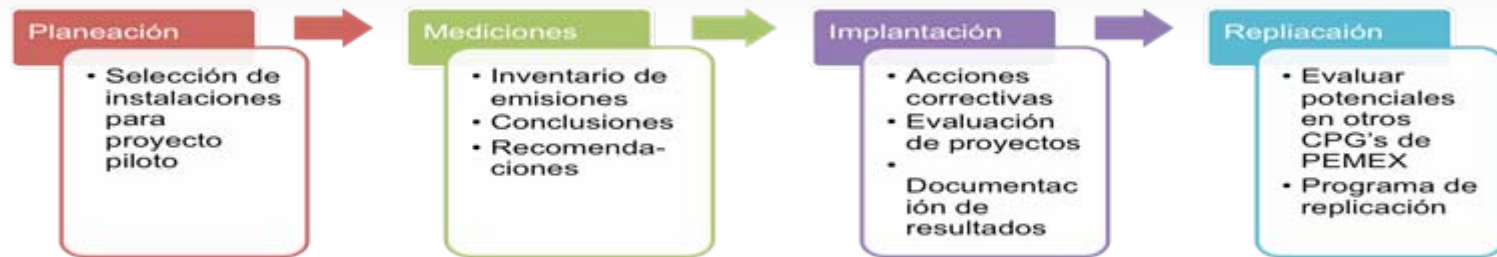 Planeación
• Selección de
instalaciones
para
proyecto
piloto
Mediciones
• Inventario de
emisiones
• Conclusiones
• Recomenda-
ciones
Implantación
• Acciones
correctivas
• Evaluación
de proyectos
•
Documentac
ión de
resultados
Repliacaión
• Evaluar
potenciales
en otros
CPG's de
PEMEX
• Programa de
replicación